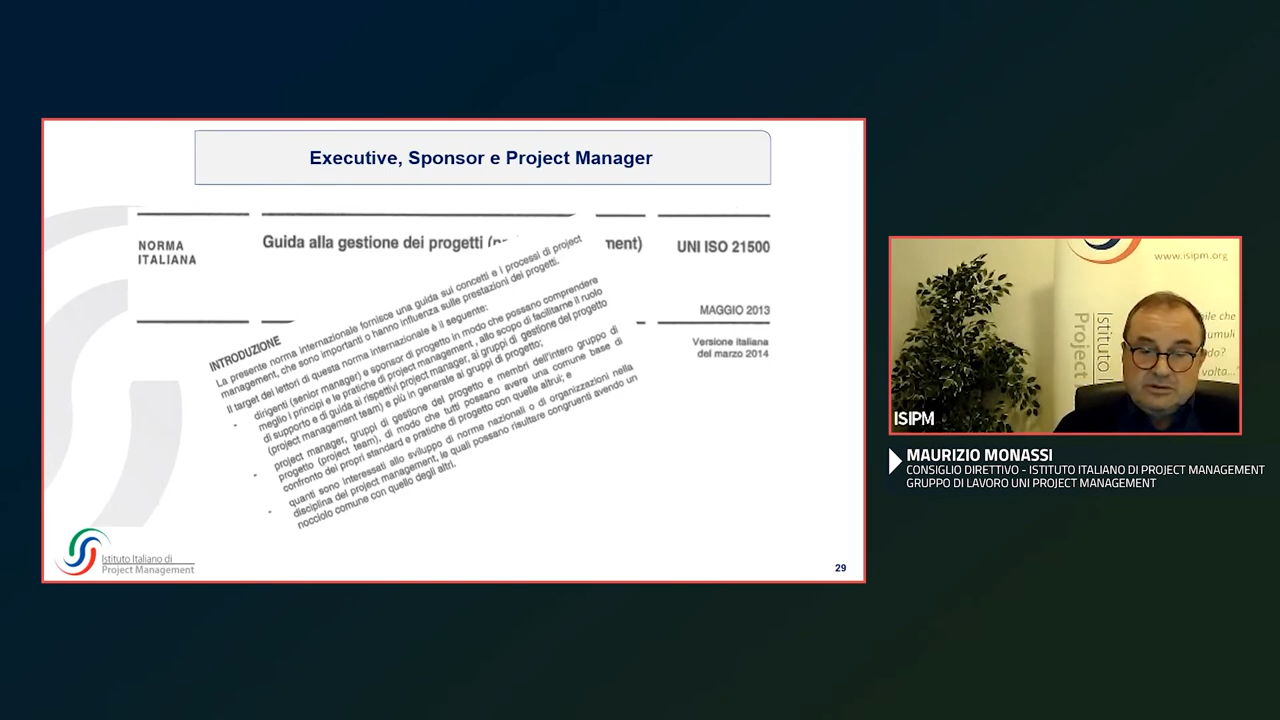 Executive, Sponsor e Project Manager
NORMA
ITALIANA
Guida alla gestione dei progetti
ment)
UNI ISO 21500
MAGGIO 2013
Versione italiana
del marzo 2014
INTRODUZIONE
La presente norma internazionale fornisce una guida sui concetti e i processi di project
management, che sono importanti o hanno influenza sulle prestazioni dei progetti.
Il target dei lettori di questa norma internazionale è il seguente:
- dirigenti (senior manager) e sponsor di progetto in modo che possano comprendere
meglio i principi e le pratiche di project management , allo scopo di facilitarne il ruolo
di supporto e di guida ai rispettivi project manager, ai gruppi di gestione del progetto
(project management team) e più in generale ai gruppi di progetto;
- project manager, gruppi di gestione del progetto e membri dell'intero gruppo di
progetto (project team), di modo che tutti possano avere una comune base di
confronto dei propri standard e pratiche di progetto con quelle altrui; e
- quanti sono interessati allo sviluppo di norme nazionali o di organizzazioni nella
disciplina del project management, le quali possano risultare congruenti avendo un
nocciolo comune con quello degli altri.
Istituto Italiano di
Project Management
29
www.isipm.org
Istituto
Project
ISIPM
MAURIZIO MONASSI
CONSIGLIO DIRETTIVO - ISTITUTO ITALIANO DI PROJECT MANAGEMENT
GRUPPO DI LAVORO UNI PROJECT MANAGEMENT